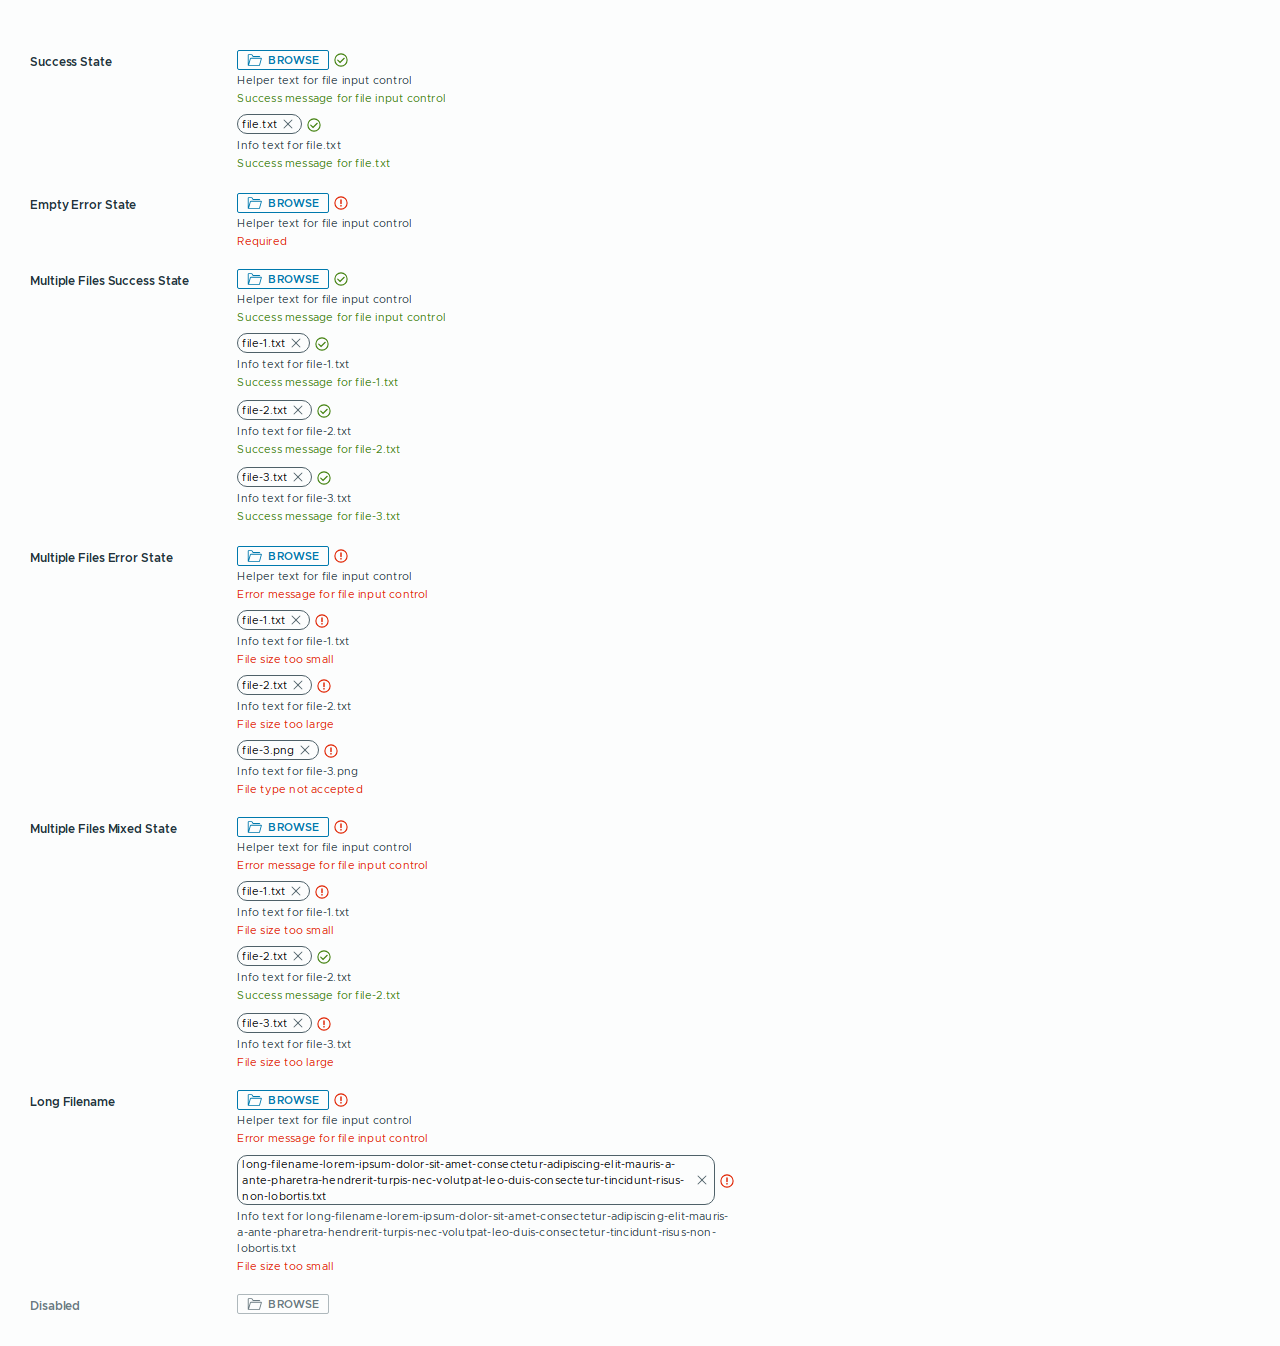 Success State
BROWSE
Helper text for file input control
Success message for file input control
file.txt
Info text for file.txt
Success message for file.txt
Empty Error State
BROWSE
Helper text for file input control
Required
Multiple Files Success State
BROWSE
Helper text for file input control
Success message for file input control
file-1.txt
Info text for file-1.txt
Success message for file-1.txt
file-2.txt
Info text for file-2.txt
Success message for file-2.txt
file-3.txt
Info text for file-3.txt
Success message for file-3.txt
Multiple Files Error State
BROWSE
Helper text for file input control
Error message for file input control
file-1.txt
Info text for file-1.txt
File size too small
file-2.txt
Info text for file-2.txt
File size too large
file-3.png
Info text for file-3.png
File type not accepted
Multiple Files Mixed State
BROWSE
Helper text for file input control
Error message for file input control
file-1.txt
Info text for file-1.txt
File size too small
file-2.txt
Info text for file-2.txt
Success message for file-2.txt
file-3.txt
Info text for file-3.txt
File size too large
Long Filename
BROWSE
Helper text for file input control
Error message for file input control
long-filename-lorem-ipsum-dolor-sit-amet-consectetur-adipiscing-elit-mauris-a-
ante-pharetra-hendrerit-turpis-nec-volutpat-leo-duis-consectetur-tincidunt-risus-
non-lobortis.txt
Info text for long-filename-lorem-ipsum-dolor-sit-amet-consectetur-adipiscing-elit-mauris-
a-ante-pharetra-hendrerit-turpis-nec-volutpat-leo-duis-consectetur-tincidunt-risus-non-
lobortis.txt
File size too small
Disabled
BROWSE